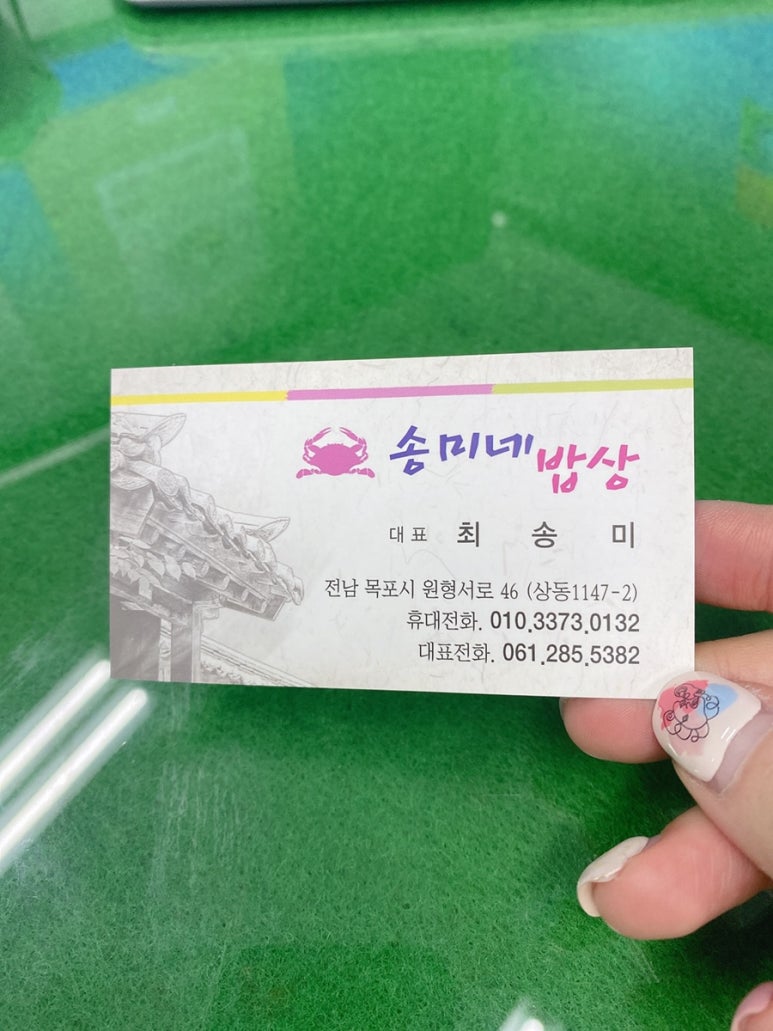 송미네밥상
대표 최 송 미
전남 목포시 원형서로 46 (상동1147-2)
휴대전화. 010.3373.0132
대표전화. 061.285.5382